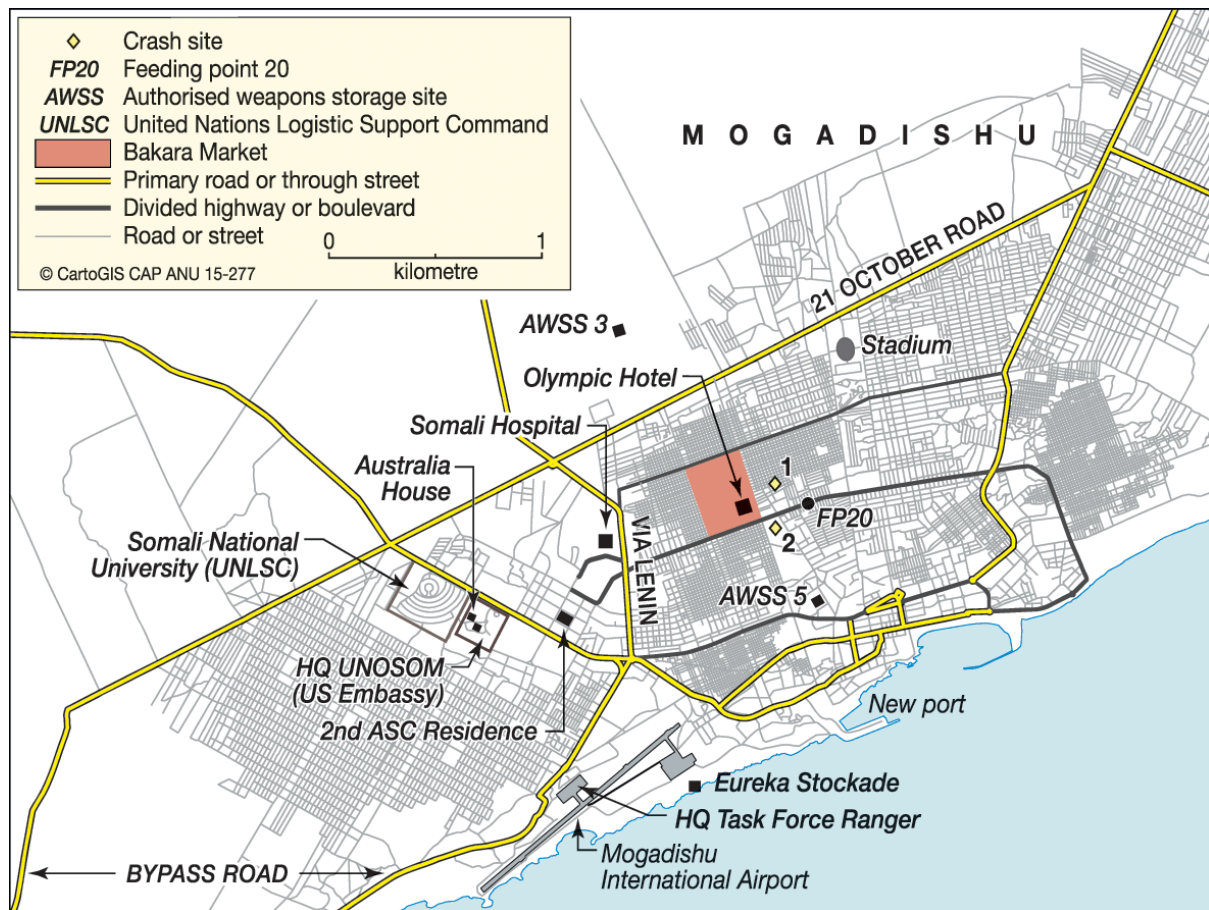 Crash site
FP20 Feeding point 20
AWSS Authorised weapons storage site
UNLSC United Nations Logistic Support Command
Bakara Market
Primary road or through street
Divided highway or boulevard
Road or street
0 1
kilometre
© CartoGIS CAP ANU 15-277
MOGADISHU
21 OCTOBER ROAD
AWSS 3
Stadium
Olympic Hotel
Somali Hospital
Australia
House
1
FP20
2
Somali National
University (UNLSC)
VIA LENIN
AWSS 5
HQ UNOSOM
(US Embassy)
2nd ASC Residence
New port
Eureka Stockade
HQ Task Force Ranger
Mogadishu
International Airport
BYPASS ROAD